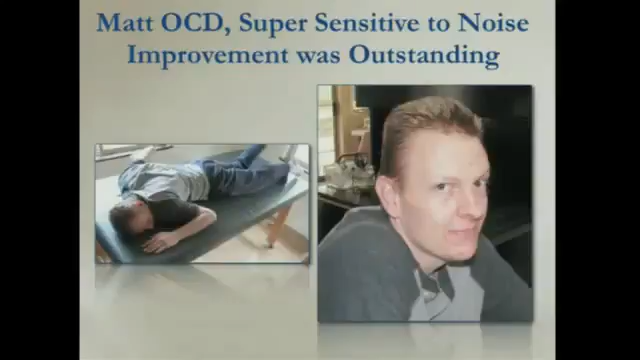 Matt OCD, Super Sensitive to Noise
Improvement was Outstanding